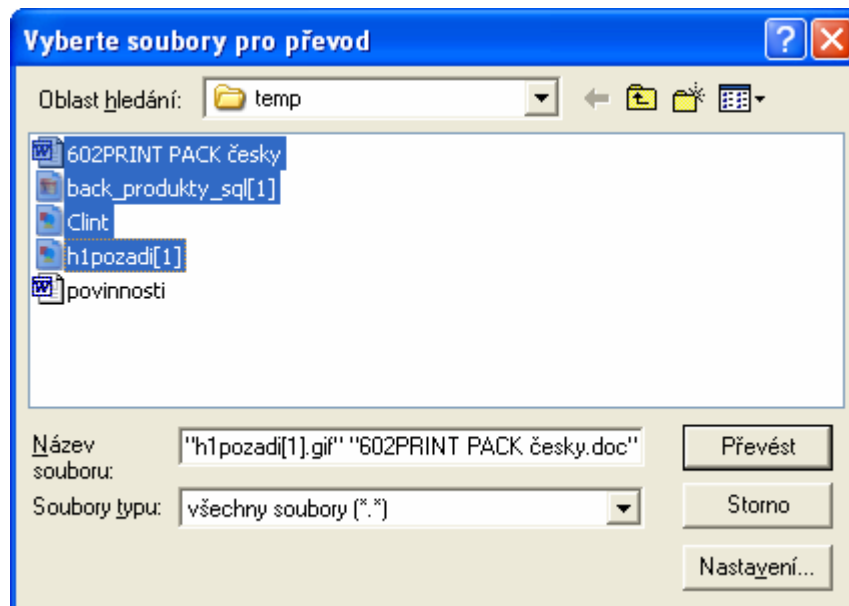 Vyberte soubory pro převod
Oblast hledání: temp
602PRINT PACK česky
back_produkty_sql[1]
Clint
h1pozadi[1]
povinnosti
Název souboru: "h1pozadi[1].gif" "602PRINT PACK česky.doc" Převést
Soubory typu: všechny soubory (*.*) Storno
Nastavení...